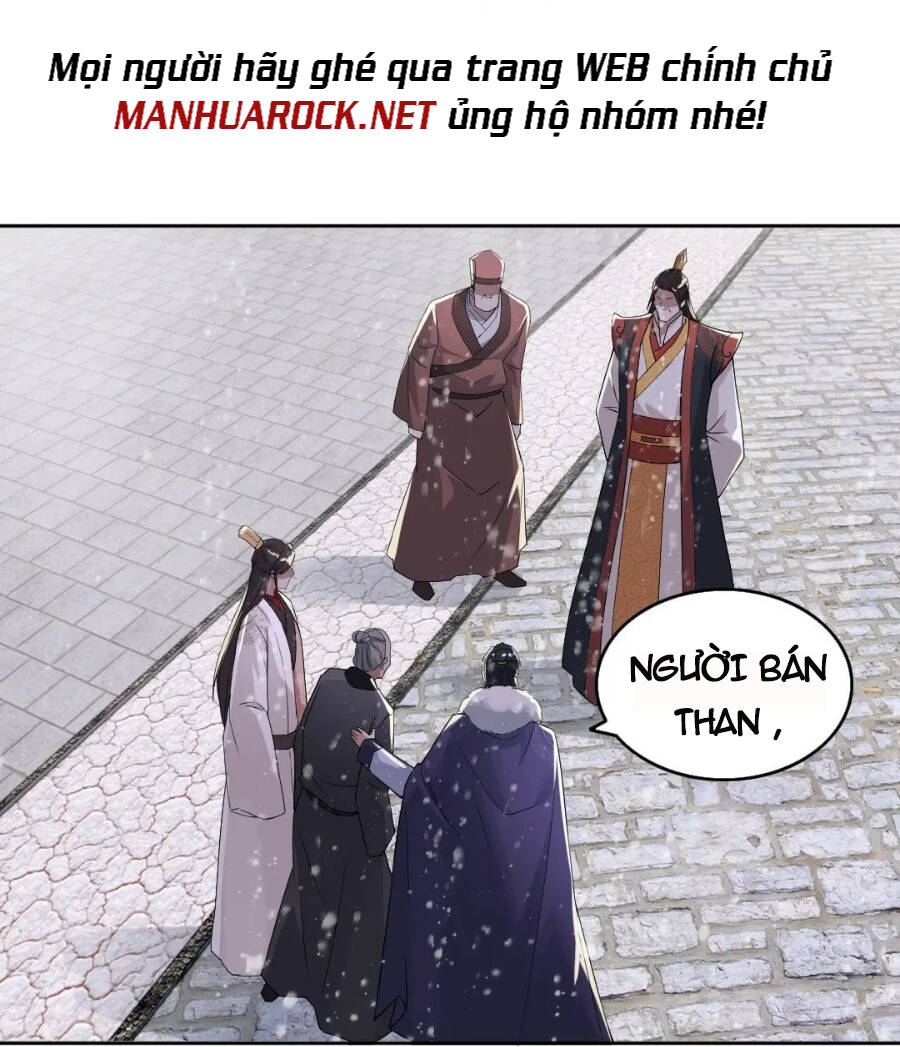 Mọi người hãy ghé qua trang WEB chính chủ
MANHUAROCK.NET ủng hộ nhóm nhé!
NGƯỜI BÁN
THAN ,